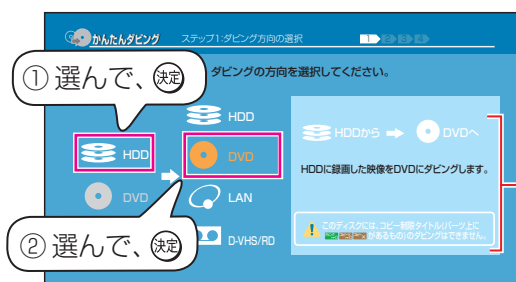 かんたんダビング ステップ1:ダビング方向の選択 1 2 3 4
ダビングの方向を選択してください。
① 選んで、決定
HDD
DVD
② 選んで、決定
HDD
DVD
LAN
D-VHS/RD
HDDから DVDへ
HDDに録画した映像をDVDにダビングします。
このディスクには、コピー制限タイトル(パーツ上に
があるもの)のダビングはできません。